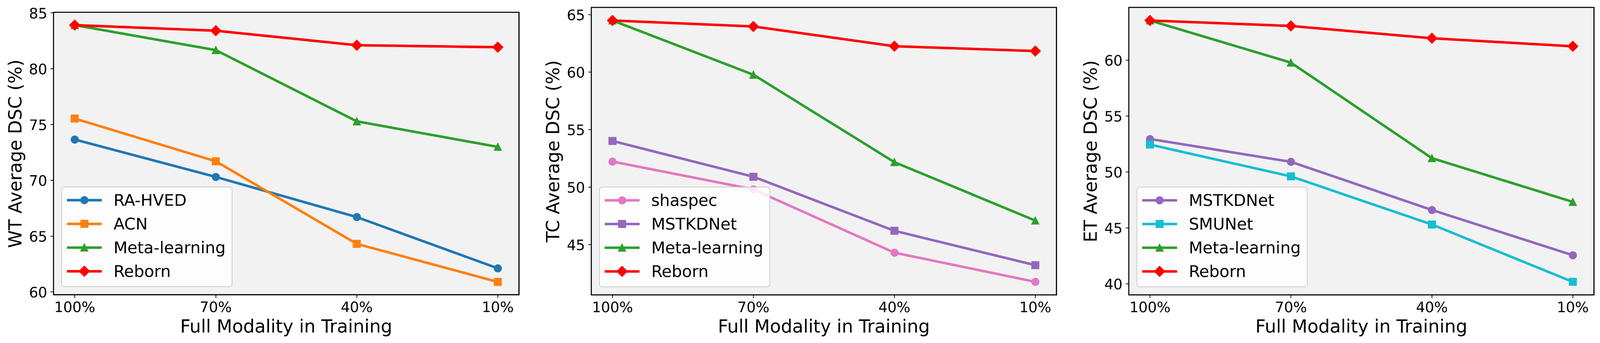 WT Average DSC (%)
85
80
75
70
65
60
RA-HVED
ACN
Meta-learning
Reborn
100%
70%
40%
10%
Full Modality in Training
TC Average DSC (%)
65
60
55
50
45
shaspec
MSTKDNet
Meta-learning
Reborn
100%
70%
40%
10%
Full Modality in Training
ET Average DSC (%)
60
55
50
45
40
MSTKDNet
SMUNet
Meta-learning
Reborn
100%
70%
40%
10%
Full Modality in Training